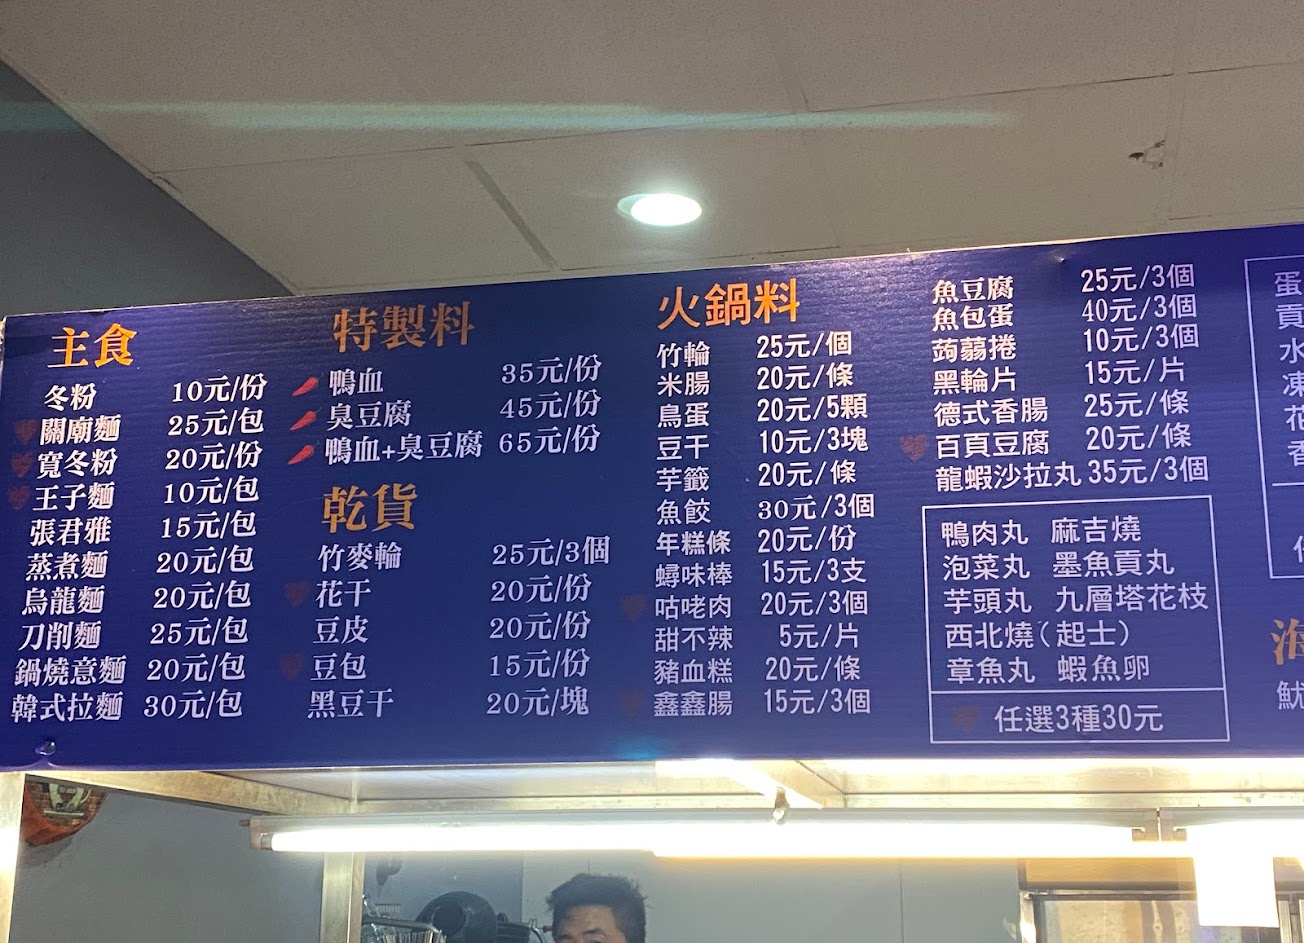 主食
冬粉 10元/份
關廟麵 25元/包
寬冬粉 20元/份
王子麵 10元/包
張君雅 15元/包
蒸煮麵 20元/包
烏龍麵 20元/包
刀削麵 25元/包
鍋燒意麵 20元/包
韓式拉麵 30元/包
特製料
鴨血 35元/份
臭豆腐 45元/份
鴨血+臭豆腐 65元/份
乾貨
竹麥輪 25元/3個
花干 20元/份
豆皮 20元/份
豆包 15元/份
黑豆干 20元/塊
火鍋料
竹輪 25元/個
米腸 20元/條
鳥蛋 20元/5顆
豆干 10元/3塊
芋籤 20元/條
魚餃 30元/3個
年糕條 20元/份
蟳味棒 15元/3支
咕咾肉 20元/3個
甜不辣 5元/片
豬血糕 20元/條
鑫鑫腸 15元/3個
魚豆腐 25元/3個
魚包蛋 40元/3個
蒟蒻捲 10元/3個
黑輪片 15元/片
德式香腸 25元/條
百頁豆腐 20元/條
龍蝦沙拉丸 35元/3個
鴨肉丸 麻吉燒
泡菜丸 墨魚貢丸
芋頭丸 九層塔花枝
西北燒(起士)
章魚丸 蝦魚卵
任選3種30元
蛋
貢
水
凍
花
香
海
魷